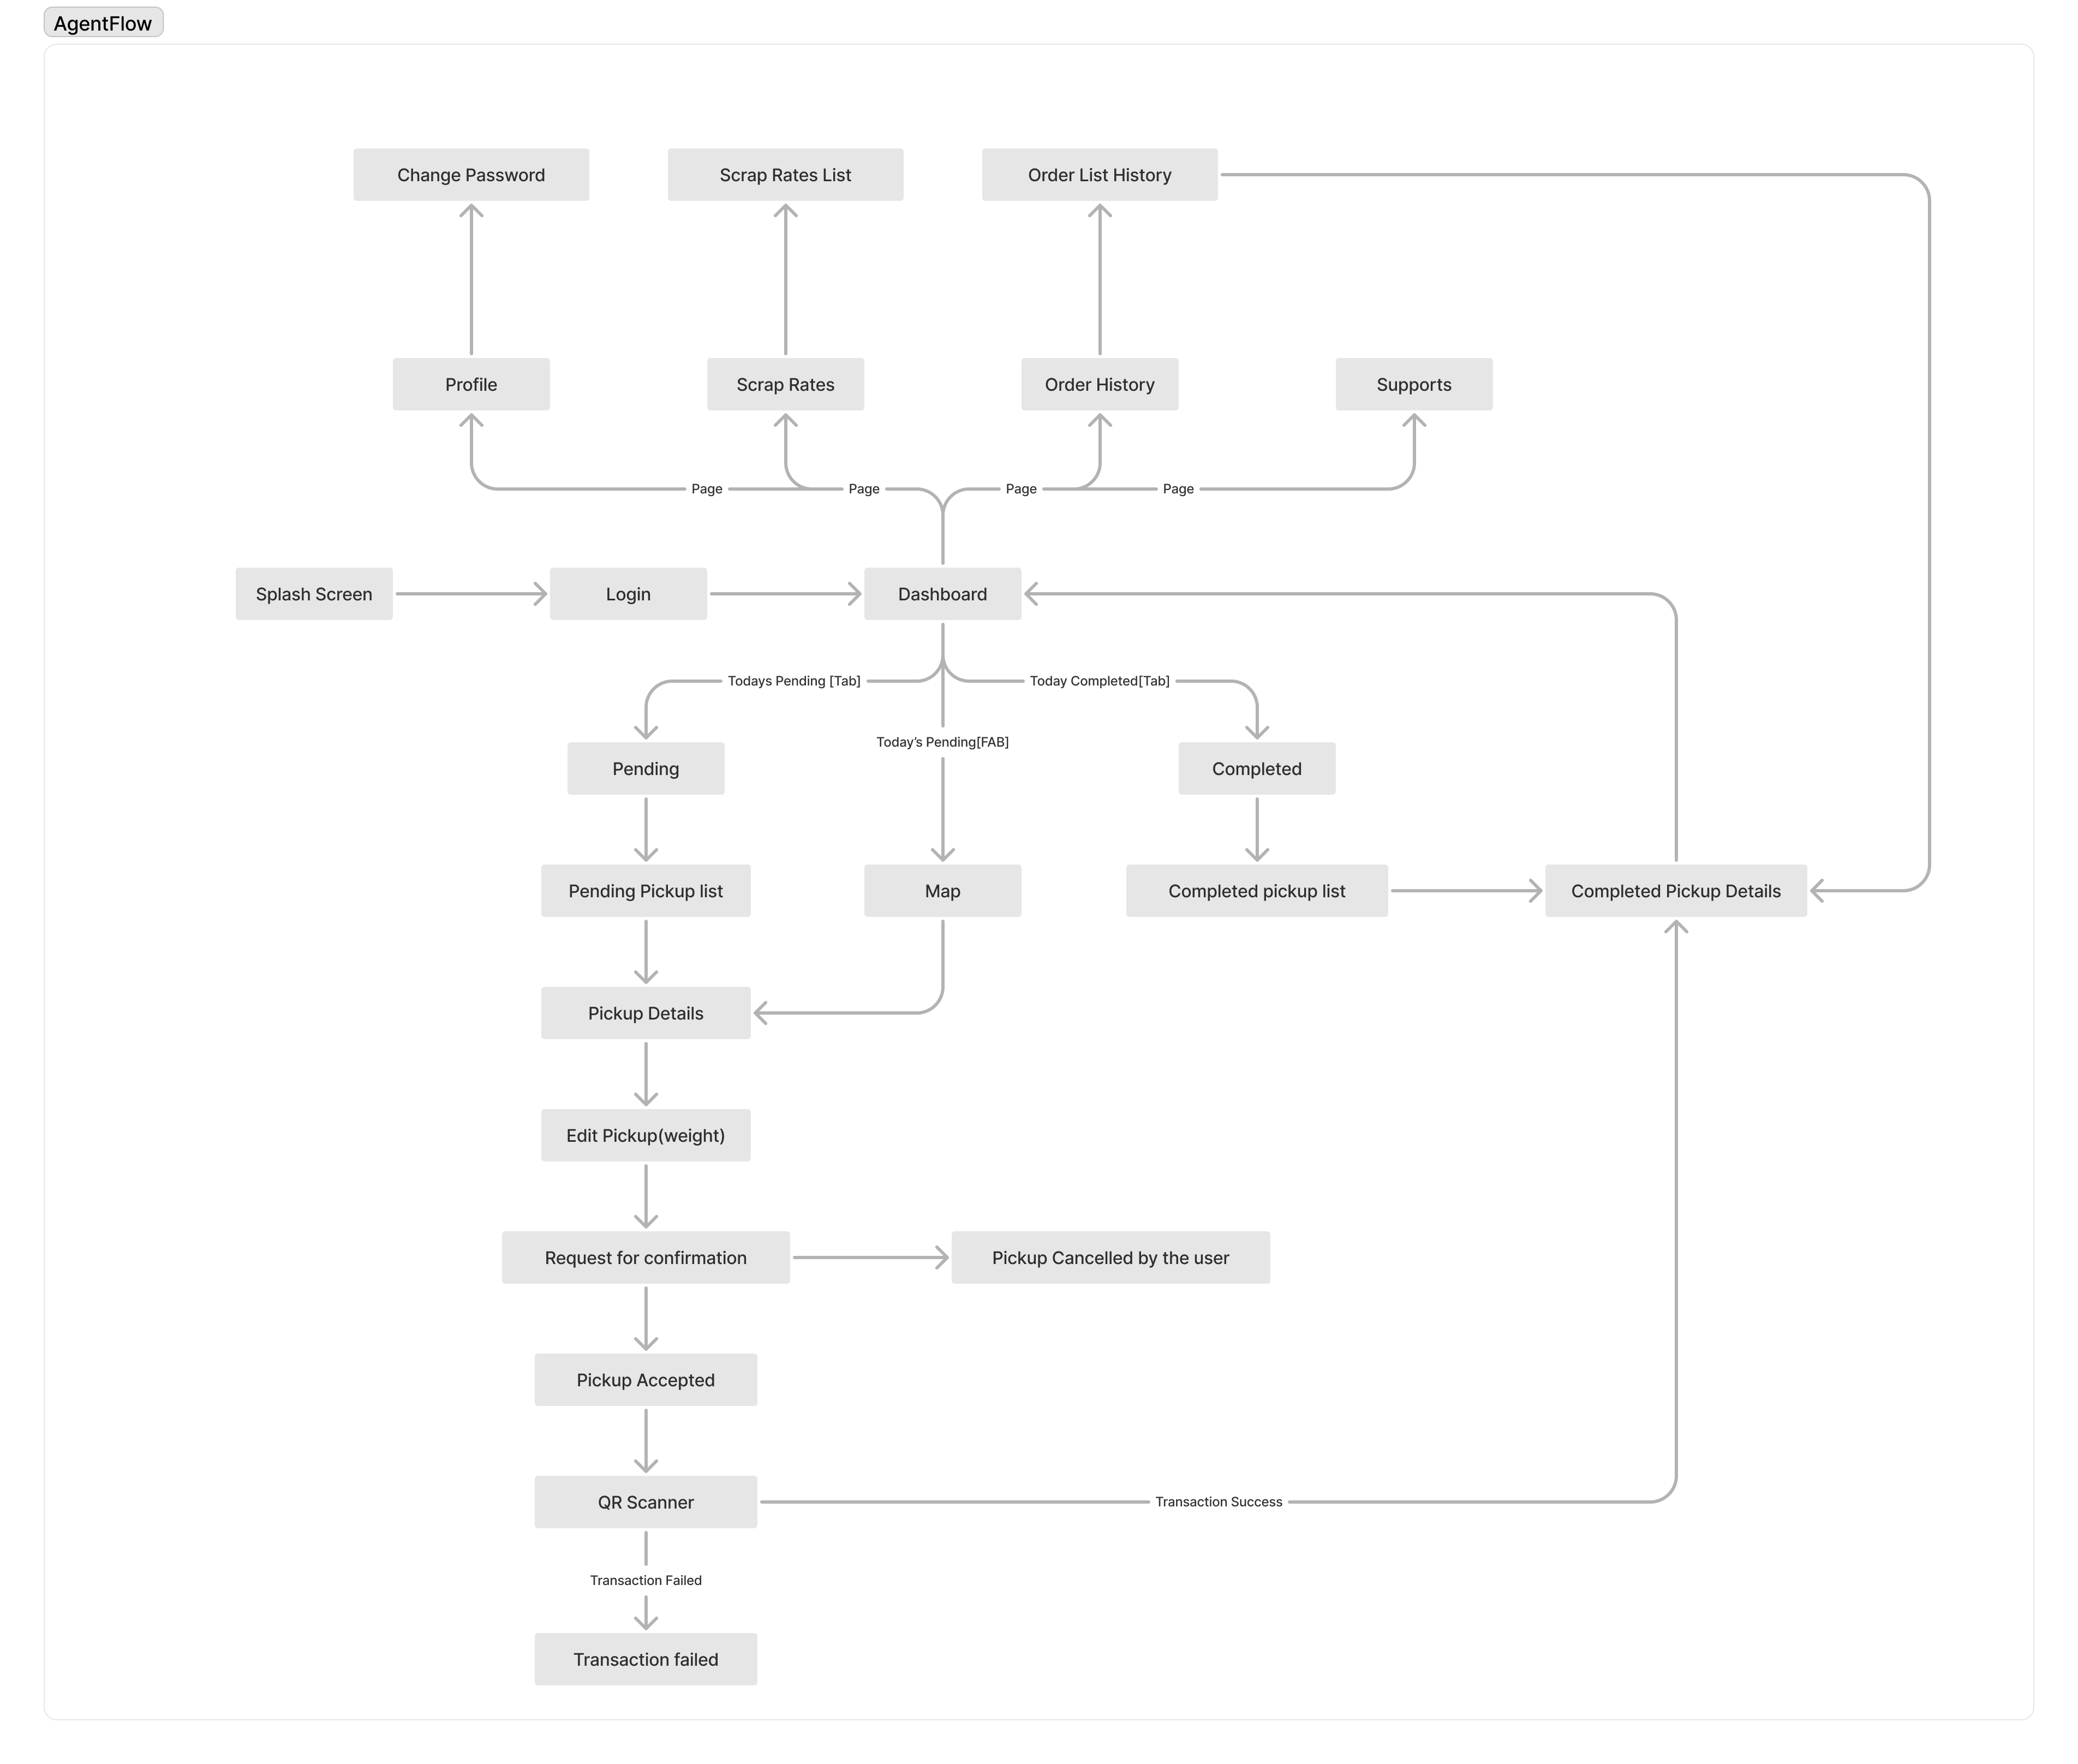 AgentFlow
Change Password
Scrap Rates List
Order List History
Profile
Scrap Rates
Order History
Supports
Page
Page
Page
Page
Splash Screen
Login
Dashboard
Todays Pending [Tab]
Today Completed[Tab]
Today’s Pending[FAB]
Pending
Completed
Pending Pickup list
Map
Completed pickup list
Completed Pickup Details
Pickup Details
Edit Pickup(weight)
Request for confirmation
Pickup Cancelled by the user
Pickup Accepted
QR Scanner
Transaction Success
Transaction Failed
Transaction failed